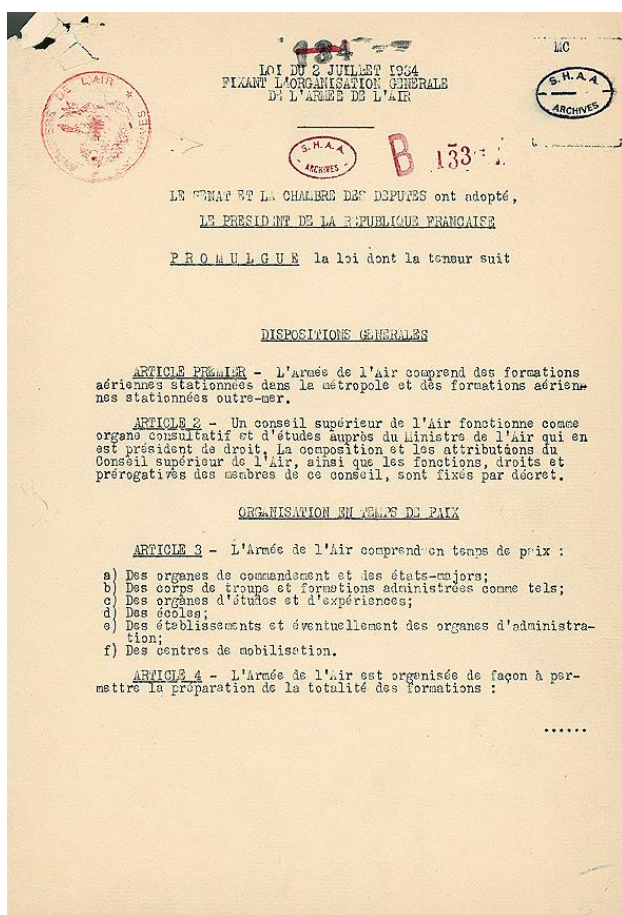 134
MC
LOI DU 2 JUILLET 1934
FIXANT L'ORGANISATION GENERALE
DE L'ARMEE DE L'AIR
S.H.A.A.
ARCHIVES
DE L'AIR
S.H.A.A.
ARCHIVES
B 133
LE SENAT ET LA CHAMBRE DES DEPUTES ont adopté,
LE PRESIDENT DE LA REPUBLIQUE FRANCAISE
PROMULGUE la loi dont la teneur suit
DISPOSITIONS GENERALES
ARTICLE PREMIER - L'Armée de l'Air comprend des formations
aériennes stationnées dans la métropole et des formations aérien-
nes stationnées outre-mer.
ARTICLE 2 - Un conseil supérieur de l'Air fonctionne comme
organe consultatif et d'études auprès du Ministre de l'Air qui en
est président de droit. La composition et les attributions du
Conseil supérieur de l'Air, ainsi que les fonctions, droits et
prérogatives des membres de ce conseil, sont fixés par décret.
ORGANISATION EN TEMPS DE PAIX
ARTICLE 3 - L'Armée de l'Air comprend en temps de paix :
a) Des organes de commandement et des états-majors;
b) Des corps de troupe et formations administrées comme tels;
c) Des organes d'études et d'expériences;
d) Des écoles;
e) Des établissements et éventuellement des organes d'administra-
tion;
f) Des centres de mobilisation.
ARTICLE 4 - L'Armée de l'Air est organisée de façon à per-
mettre la préparation de la totalité des formations :
......